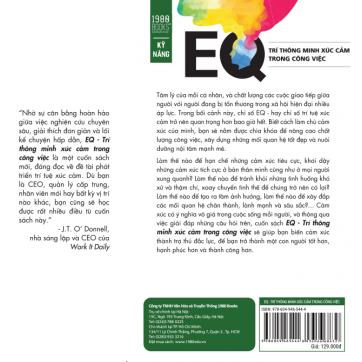 1980
BOOKS
KỸ
NĂNG
EQ
TRÍ THÔNG MINH XÚC CẢM
TRONG CÔNG VIỆC
"Nhờ sự cân bằng hoàn hảo
giữa việc nghiên cứu chuyên
sâu, giải thích đơn giản và lối
kể chuyện hấp dẫn, EQ - Trí
thông minh xúc cảm trong
công việc là một cuốn sách
mới, đáng đọc về đề tài phát
triển trí tuệ xúc cảm. Dù bạn
là CEO, quản lý cấp trung,
nhân viên mới hay bất kỳ vị trí
nào khác, bạn cũng sẽ học
được rất nhiều điều từ cuốn
sách này."
- J.T. O' Donnell,
nhà sáng lập và CEO của
Work It Daily
Tâm lý của mỗi cá nhân, và chất lượng các cuộc giao tiếp giữa
người với người đang bị tổn thương trong xã hội hiện đại nhiều
áp lực. Trong bối cảnh này, chỉ số EQ - hay chỉ số trí tuệ xúc
cảm trở nên quan trọng hơn bao giờ hết. Biết cách làm chủ cảm
xúc của mình, bạn sẽ nắm được chìa khóa để nâng cao chất
lượng công việc, xây dựng những mối quan hệ tốt đẹp và nuôi
dưỡng nội tâm mạnh mẽ.
Làm thế nào để hạn chế những cảm xúc tiêu cực, khơi dậy
những cảm xúc tích cực ở bản thân mình cũng như ở mọi người
xung quanh? Làm thế nào để tránh khỏi những tình huống khó
xử và thậm chí, xoay chuyển tình thế để chúng trở nên có lợi?
Làm thế nào để tạo ra tầm ảnh hưởng, làm thế nào để xây đắp
các mối quan hệ chân thành, lành mạnh và sâu sắc?... Cảm
xúc có ý nghĩa vô giá trong cuộc sống mỗi người, và thông qua
việc giải đáp những câu hỏi trên, cuốn sách EQ - Trí thông
minh xúc cảm trong công việc sẽ giúp bạn biến cảm xúc
thành trợ thủ đắc lực, để bạn trở thành một con người tốt hơn,
hạnh phúc hơn và thành công hơn.
Công ty TNHH Văn Hóa và Truyền Thông 1980 Books
Trụ sở chính tại Hà Nội
EQ - TRÍ THÔNG MINH XÚC CẢM TRONG CÔNG VIỆC
Giá: 129.000đ